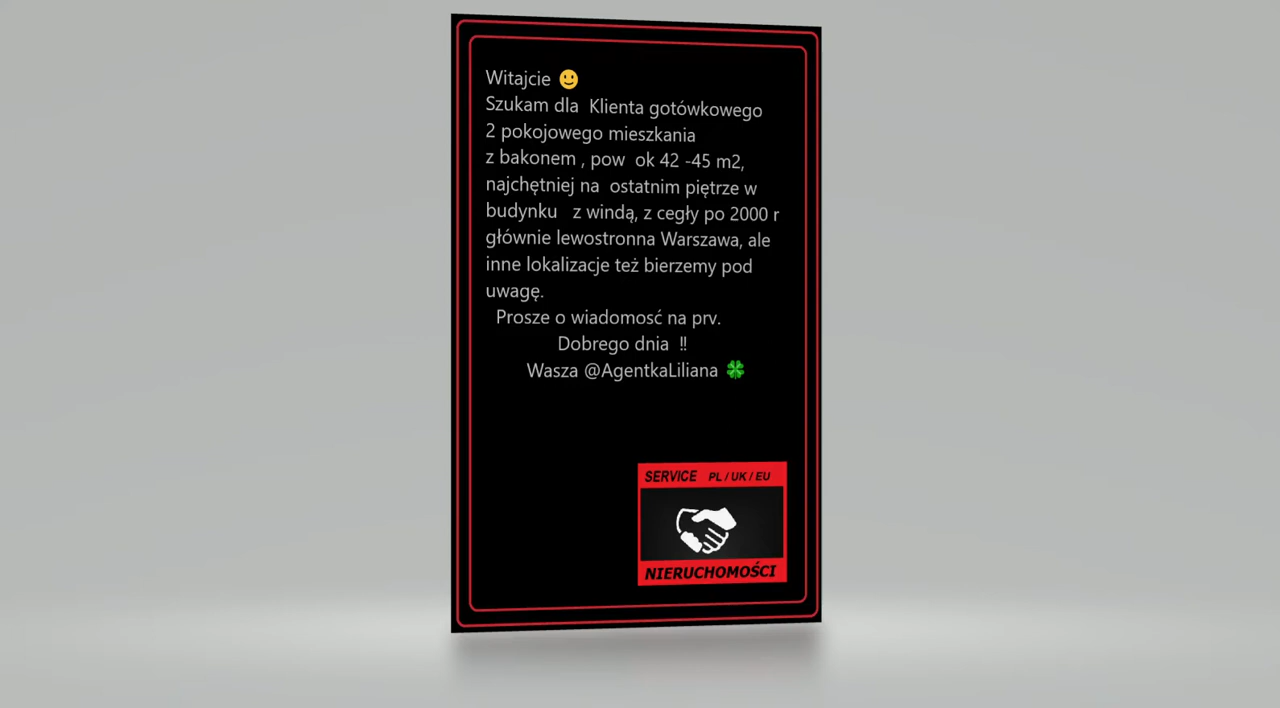 Witajcie 🙂
Szukam dla Klienta gotówkowego
2 pokojowego mieszkania
z bakonem , pow ok 42 -45 m2,
najchętniej na ostatnim piętrze w
budynku z windą, z cegły po 2000 r
głównie lewostronna Warszawa, ale
inne lokalizacje też bierzemy pod
uwagę.
Prosze o wiadomosć na prv.
Dobrego dnia ‼
Wasza @AgentkaLiliana 🍀
SERVICE PL / UK / EU
NIERUCHOMOŚCI